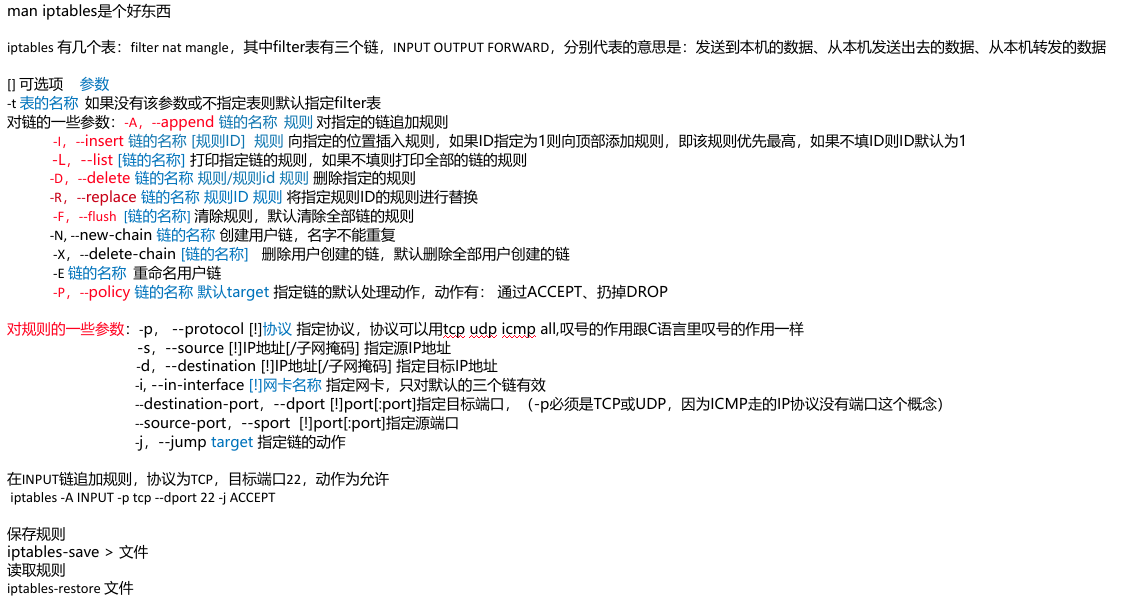 man iptables是个好东西
iptables 有几个表：filter nat mangle，其中filter表有三个链，INPUT OUTPUT FORWARD，分别代表的意思是：发送到本机的数据、从本机发送出去的数据、从本机转发的数据
[] 可选项 参数
-t 表的名称 如果没有该参数或不指定表则默认指定filter表
对链的一些参数：-A，--append 链的名称 规则 对指定的链追加规则
-I，--insert 链的名称 [规则ID] 规则 向指定的位置插入规则，如果ID指定为1则向顶部添加规则，即该规则优先最高，如果不填ID则ID默认为1
-L，--list [链的名称] 打印指定链的规则，如果不填则打印全部的链的规则
-D，--delete 链的名称 规则/规则id 规则 删除指定的规则
-R，--replace 链的名称 规则ID 规则 将指定规则ID的规则进行替换
-F，--flush [链的名称] 清除规则，默认清除全部链的规则
-N, --new-chain 链的名称 创建用户链，名字不能重复
-X，--delete-chain [链的名称] 删除用户创建的链，默认删除全部用户创建的链
-E 链的名称 重命名用户链
-P，--policy 链的名称 默认target 指定链的默认处理动作，动作有： 通过ACCEPT、扔掉DROP
对规则的一些参数：-p， --protocol [!]协议 指定协议，协议可以用tcp udp icmp all,叹号的作用跟C语言里叹号的作用一样
-s，--source [!]IP地址[/子网掩码] 指定源IP地址
-d，--destination [!]IP地址[/子网掩码] 指定目标IP地址
-i, --in-interface [!]网卡名称 指定网卡，只对默认的三个链有效
--destination-port，--dport [!]port[:port]指定目标端口，（-p必须是TCP或UDP，因为ICMP走的IP协议没有端口这个概念）
--source-port，--sport [!]port[:port]指定源端口
-j，--jump target 指定链的动作
在INPUT链追加规则，协议为TCP，目标端口22，动作为允许
iptables -A INPUT -p tcp --dport 22 -j ACCEPT
保存规则
iptables-save > 文件
读取规则
iptables-restore 文件